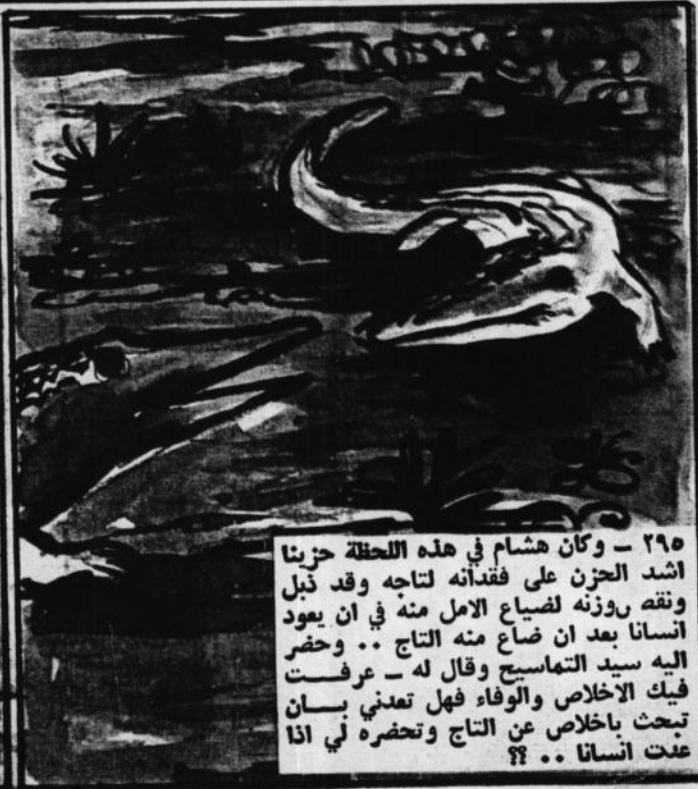 ٢٩٥ ـ وكان هشام في هذه اللحظة حزينا
اشد الحزن على فقدانه لتاجه وقد ذبل
ونقص وزنه لضياع الامل منه في ان يعود
انسانا بعد ان ضاع منه التاج .. وحضر
اليه سيد التماسيح وقال له ـ عرفت
فيك الاخلاص والوفاء فهل تعدني بان
تبحث باخلاص عن التاج وتحضره لي اذا
عدت انسانا .. ؟؟